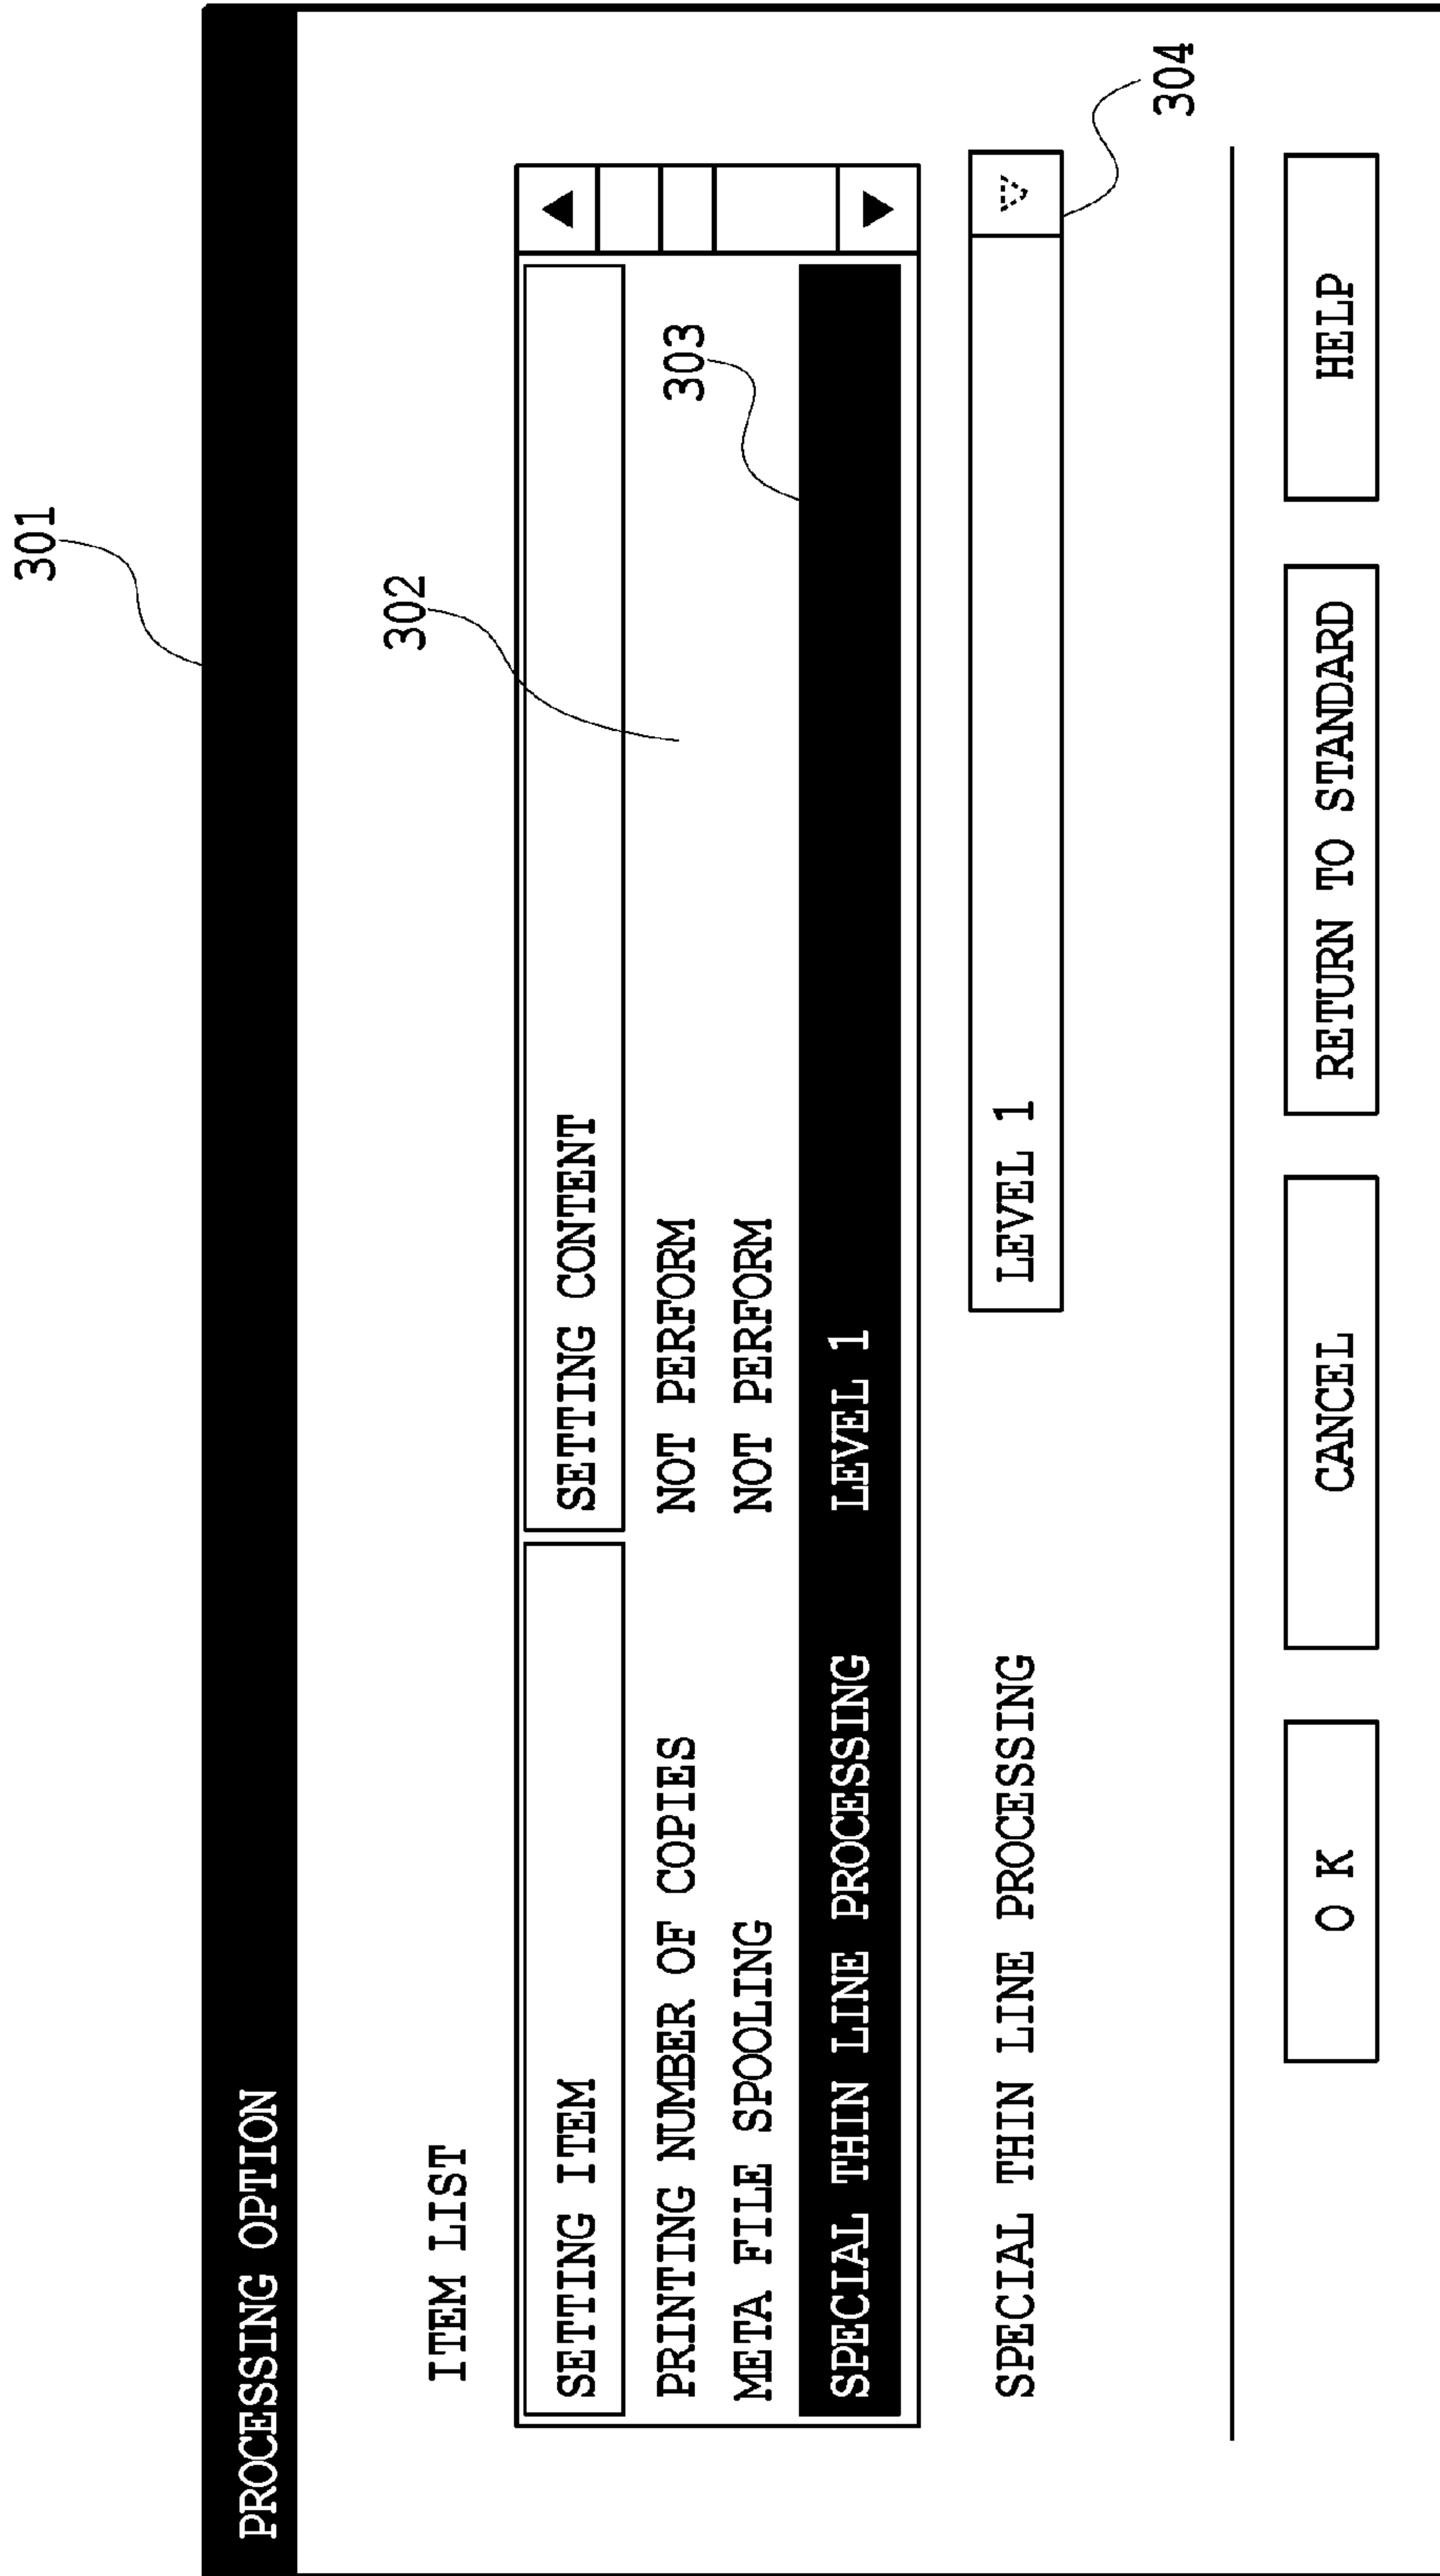 301
PROCESSING OPTION
302
ITEM LIST
SETTING ITEM SETTING CONTENT
303
PRINTING NUMBER OF COPIES NOT PERFORM
META FILE SPOOLING NOT PERFORM
SPECIAL THIN LINE PROCESSING LEVEL 1
SPECIAL THIN LINE PROCESSING LEVEL 1
304
O K CANCEL RETURN TO STANDARD HELP